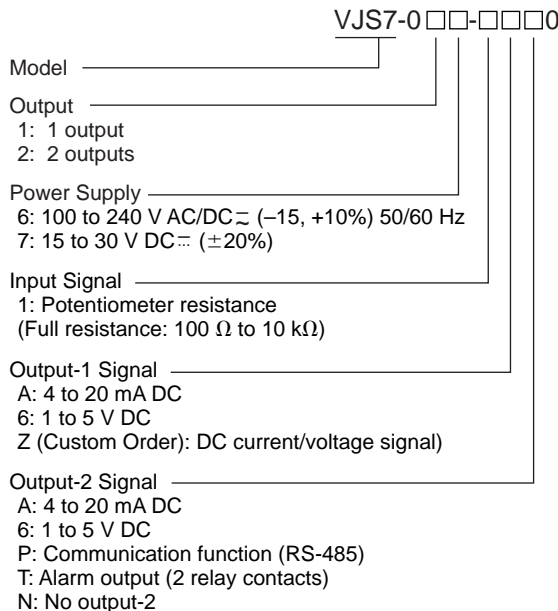 VJS7-0□□-□□□0
Model
Output
1: 1 output
2: 2 outputs
Power Supply
6: 100 to 240 V AC/DC⏦ (–15, +10%) 50/60 Hz
7: 15 to 30 V DC⎓ (±20%)
Input Signal
1: Potentiometer resistance
(Full resistance: 100 Ω to 10 kΩ)
Output-1 Signal
A: 4 to 20 mA DC
6: 1 to 5 V DC
Z (Custom Order): DC current/voltage signal)
Output-2 Signal
A: 4 to 20 mA DC
6: 1 to 5 V DC
P: Communication function (RS-485)
T: Alarm output (2 relay contacts)
N: No output-2